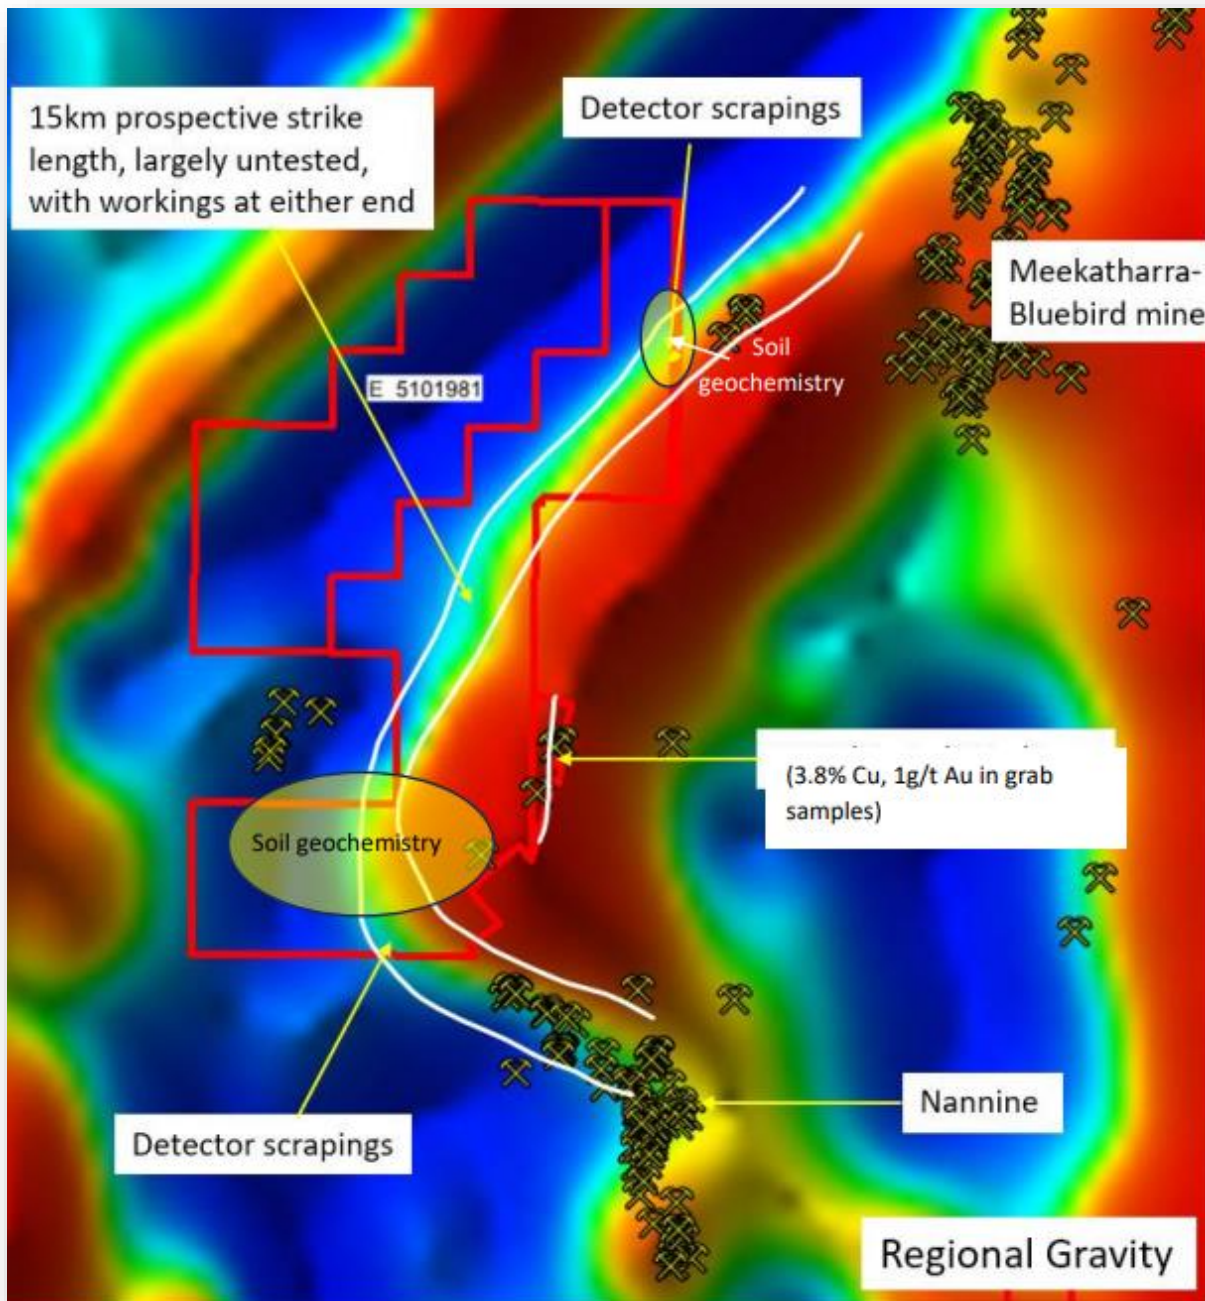 Detector scrapings
15km prospective strike
length, largely untested,
with workings at either end
Meekatharra-
Bluebird mine
Soil
geochemistry
E 5101981
(3.8% Cu, 1g/t Au in grab
samples)
Soil geochemistry
Nannine
Detector scrapings
Regional Gravity